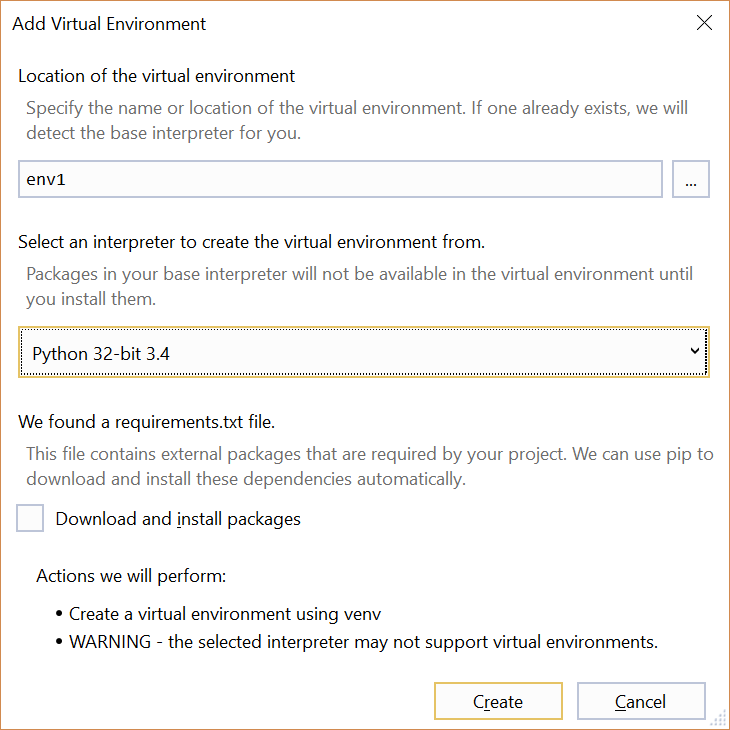 Add Virtual Environment
Location of the virtual environment
Specify the name or location of the virtual environment. If one already exists, we will
detect the base interpreter for you.
env1
...
Select an interpreter to create the virtual environment from.
Packages in your base interpreter will not be available in the virtual environment until
you install them.
Python 32-bit 3.4
We found a requirements.txt file.
This file contains external packages that are required by your project. We can use pip to
download and install these dependencies automatically.
Download and install packages
Actions we will perform:
• Create a virtual environment using venv
• WARNING - the selected interpreter may not support virtual environments.
Create
Cancel